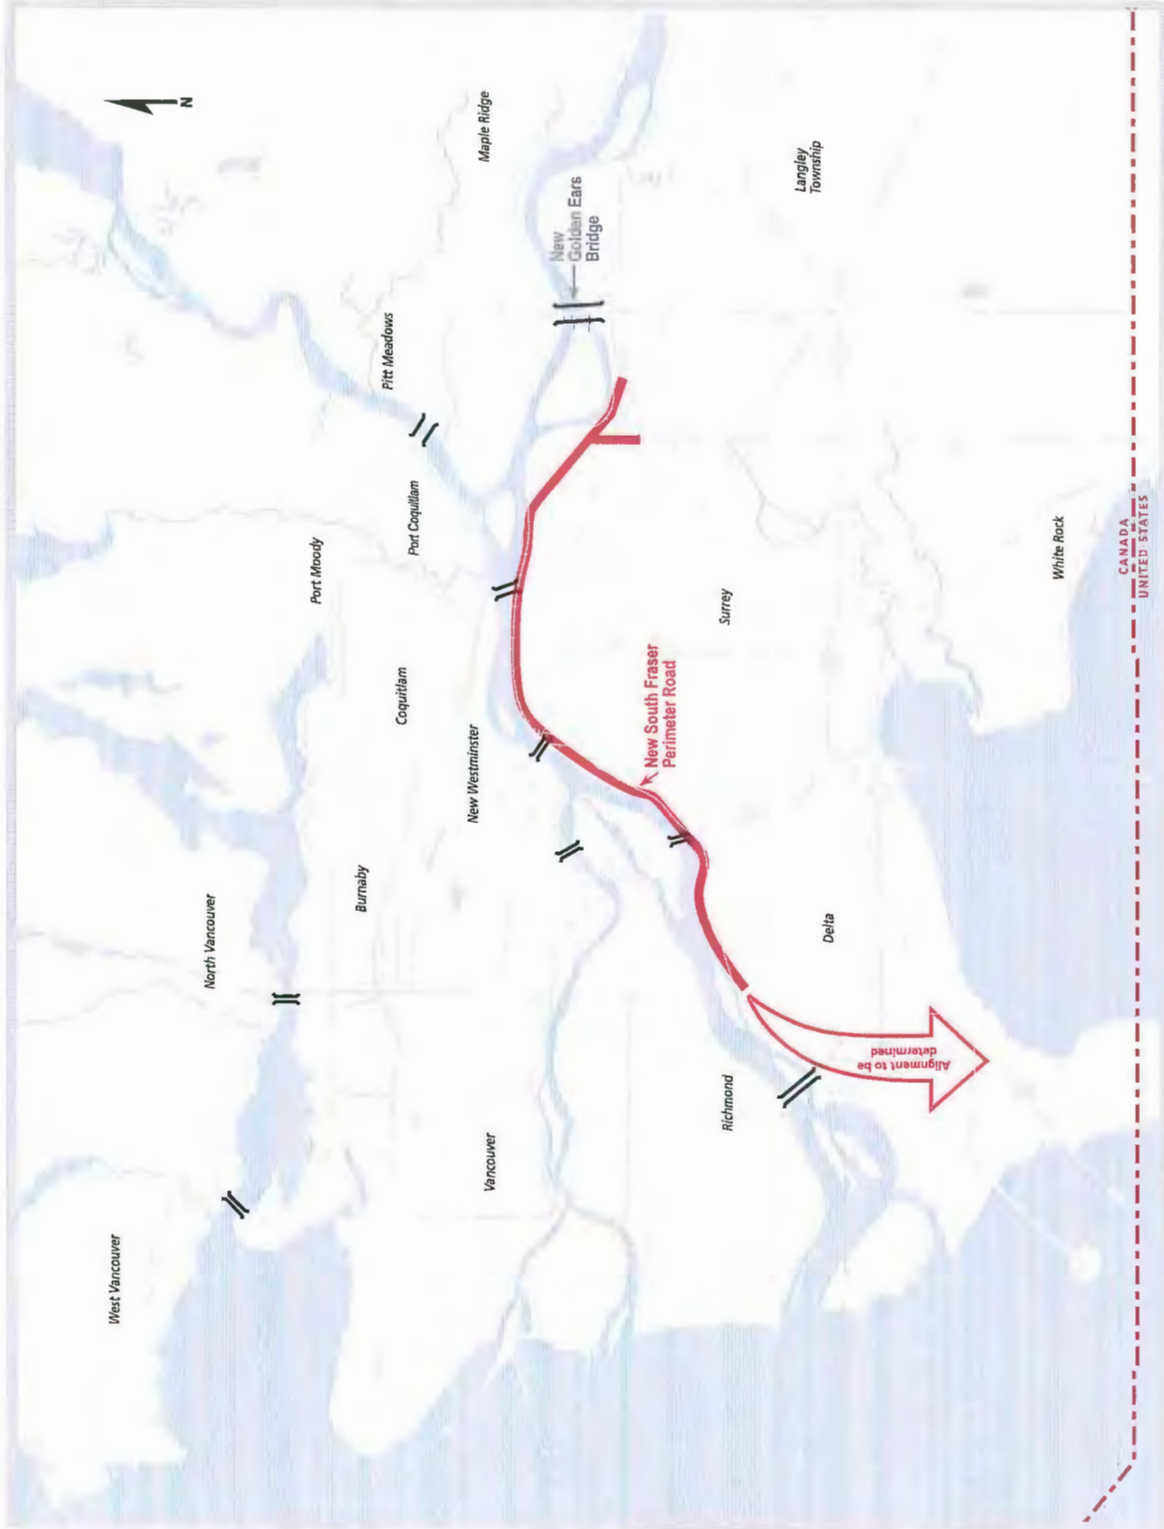 West Vancouver
N
North Vancouver
Port Moody
Burnaby
Pitt Meadows
Coquitlam
Port Coquitlam
New Westminster
Maple Ridge
Vancouver
New
Golden Ears
Bridge
New South Fraser
Perimeter Road
Richmond
Surrey
Langley
Township
Delta
Alignment to be
determined
White Rock
CANADA
UNITED STATES